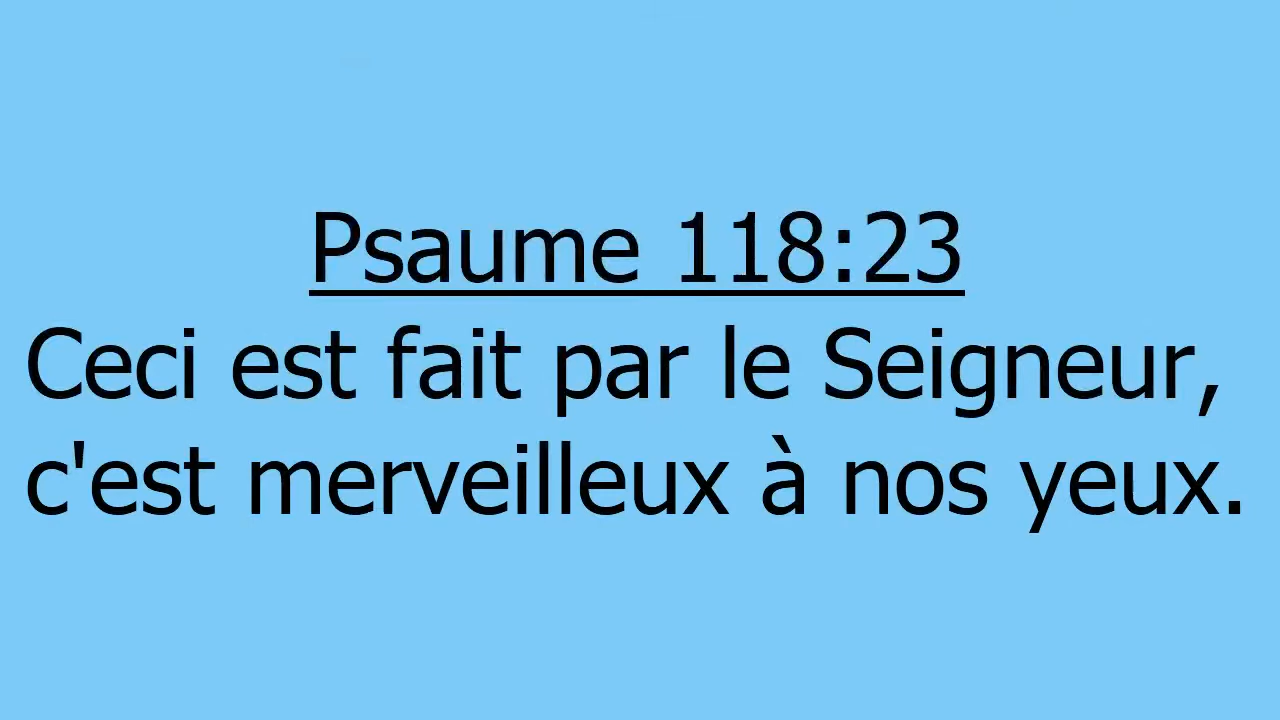 Psaume 118:23
Ceci est fait par le Seigneur,
c'est merveilleux à nos yeux.